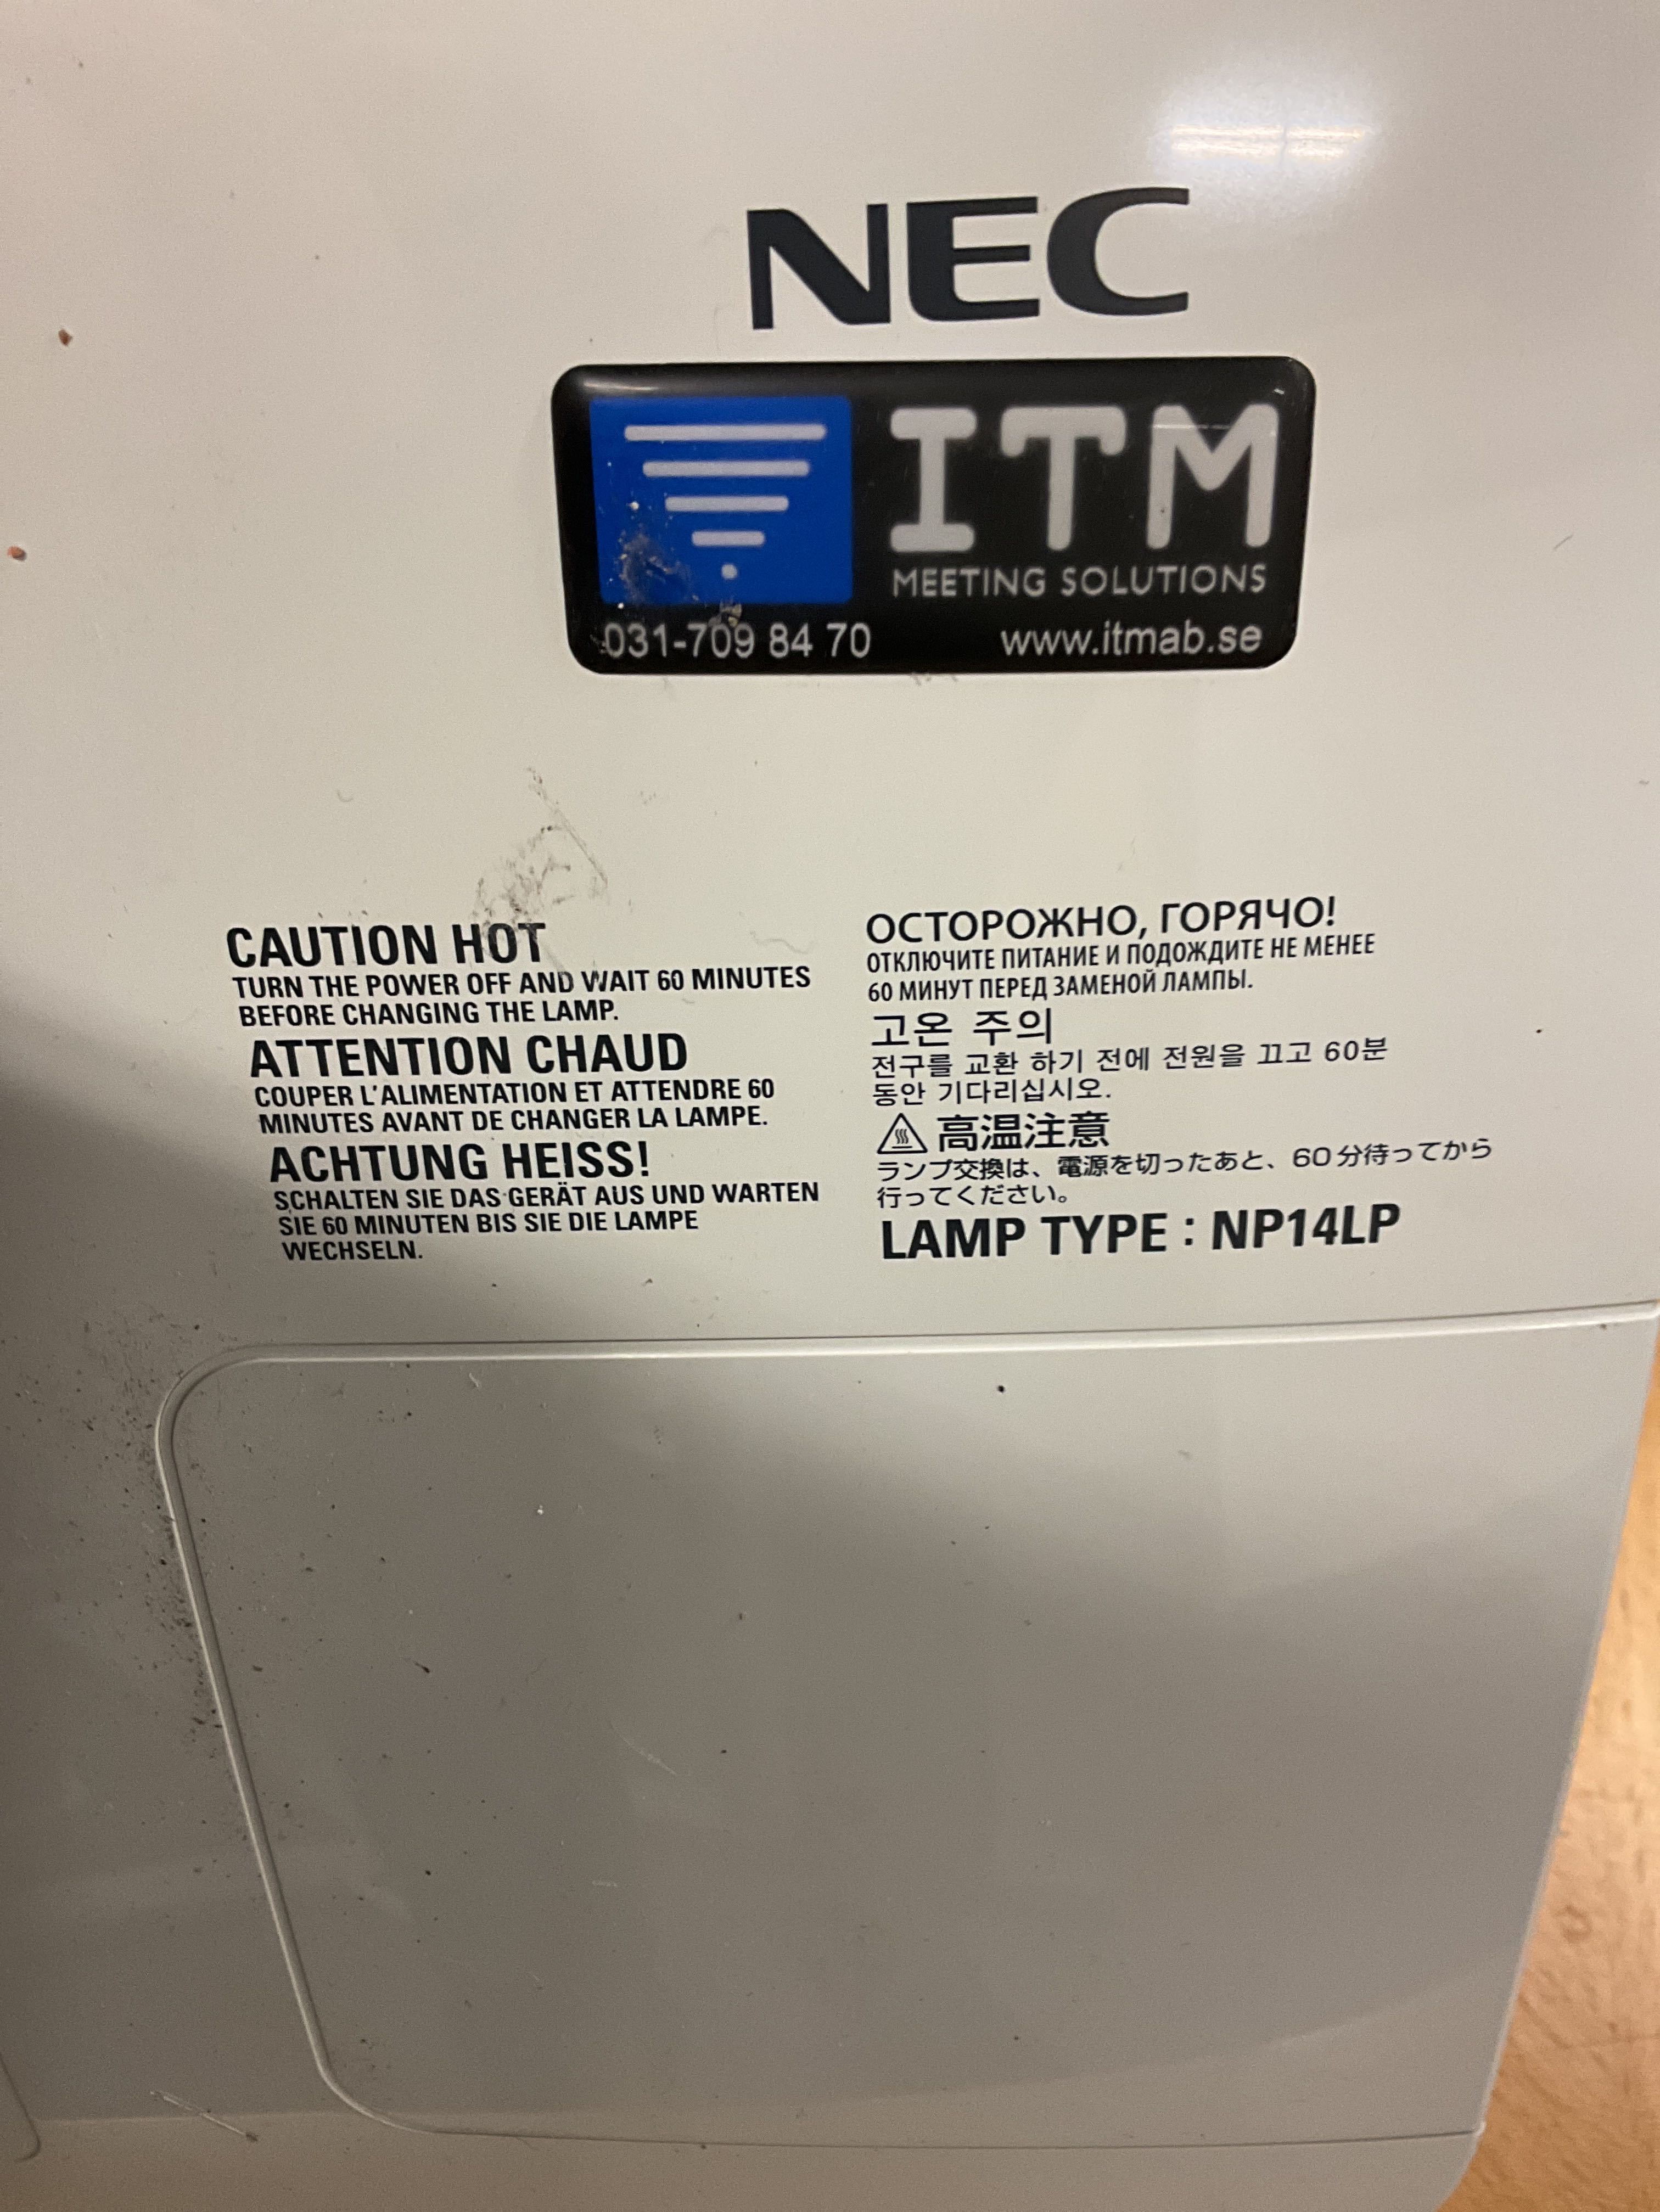 NEC
ITM
MEETING SOLUTIONS
031-709 84 70 www.itmab.se
CAUTION HOT
TURN THE POWER OFF AND WAIT 60 MINUTES
BEFORE CHANGING THE LAMP.
ATTENTION CHAUD
COUPER L'ALIMENTATION ET ATTENDRE 60
MINUTES AVANT DE CHANGER LA LAMPE.
ACHTUNG HEISS!
SCHALTEN SIE DAS GERÄT AUS UND WARTEN
SIE 60 MINUTEN BIS SIE DIE LAMPE
WECHSELN.
ОСТОРОЖНО, ГОРЯЧО!
ОТКЛЮЧИТЕ ПИТАНИЕ И ПОДОЖДИТЕ НЕ МЕНЕЕ
60 МИНУТ ПЕРЕД ЗАМЕНОЙ ЛАМПЫ.
고온 주의
전구를 교환 하기 전에 전원을 끄고 60분
동안 기다리십시오.
高温注意
ランプ交換は、電源を切ったあと、60分待ってから
行ってください。
LAMP TYPE : NP14LP